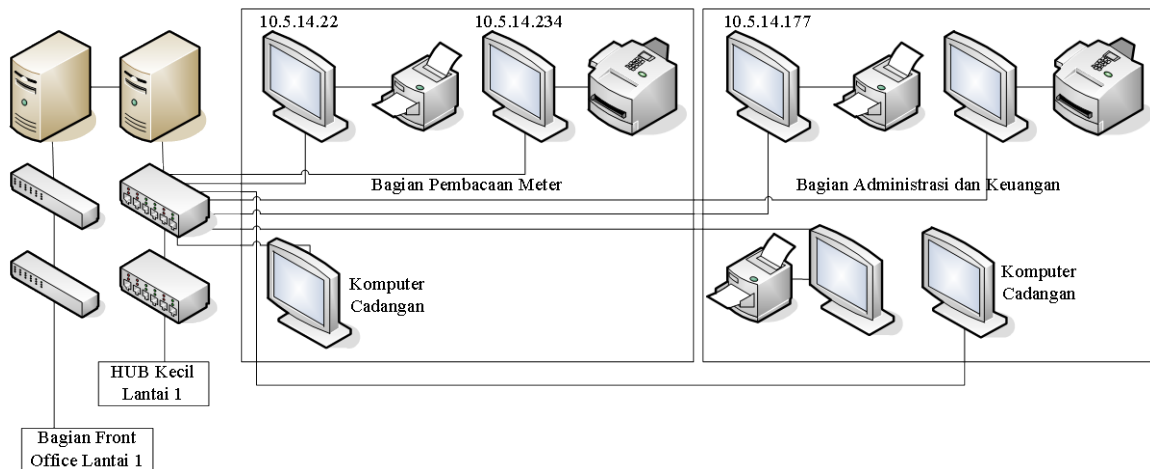 10.5.14.22
10.5.14.234
10.5.14.177
Bagian Pembacaan Meter
Bagian Administrasi dan Keuangan
Komputer
Cadangan
Komputer
Cadangan
HUB Kecil
Lantai 1
Bagian Front
Office Lantai 1